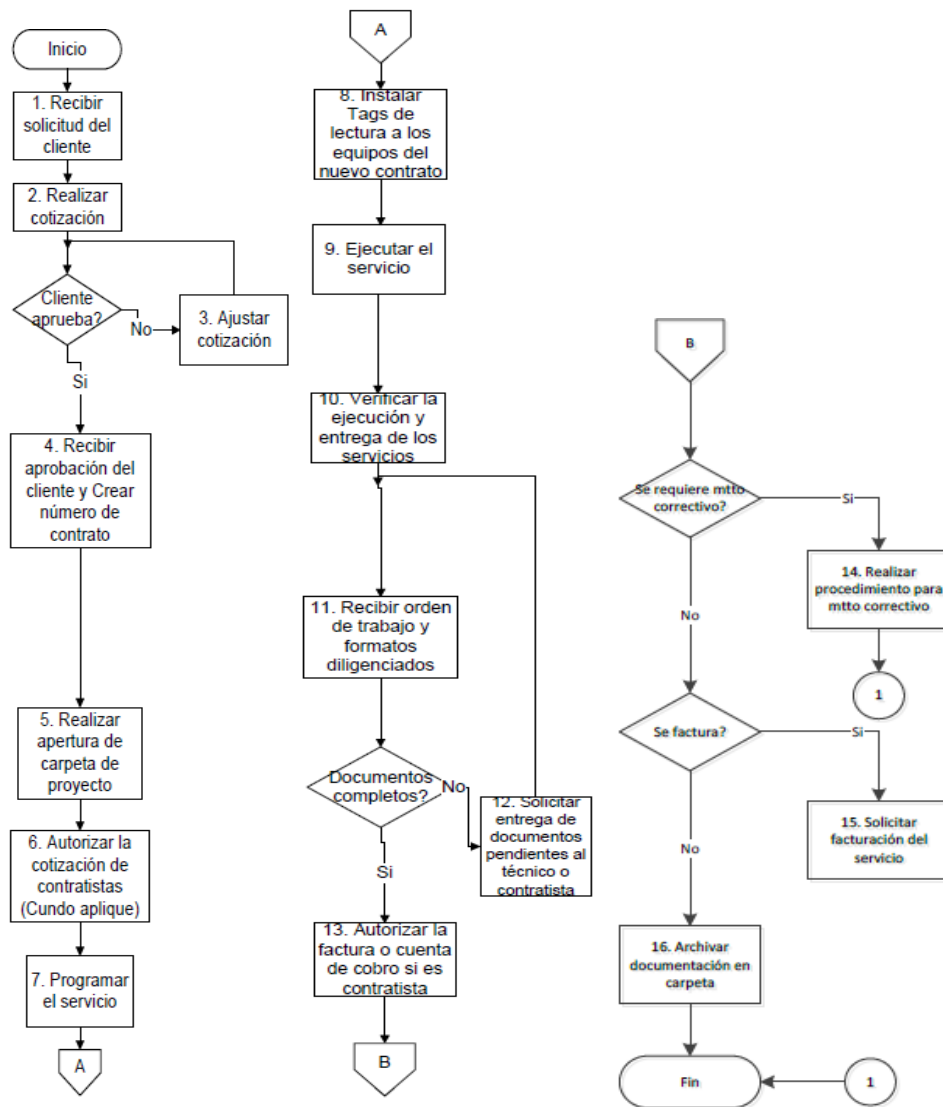 Inicio
1. Recibir
solicitud del
cliente
2. Realizar
cotización
Cliente
aprueba?
No
3. Ajustar
cotización
Si
4. Recibir
aprobación del
cliente y Crear
número de
contrato
5. Realizar
apertura de
carpeta de
proyecto
6. Autorizar la
cotización de
contratistas
(Cundo aplique)
7. Programar
el servicio
A
A
8. Instalar
Tags de
lectura a los
equipos del
nuevo contrato
9. Ejecutar el
servicio
10. Verificar la
ejecución y
entrega de los
servicios
11. Recibir orden
de trabajo y
formatos
diligenciados
Documentos
completos?
No
12. Solicitar
entrega de
documentos
pendientes al
técnico o
contratista
Si
13. Autorizar la
factura o cuenta
de cobro si es
contratista
B
B
Se requiere mtto
correctivo?
Si
14. Realizar
procedimiento para
mtto correctivo
1
No
Se factura?
Si
15. Solicitar
facturación del
servicio
No
16. Archivar
documentación en
carpeta
Fin
1